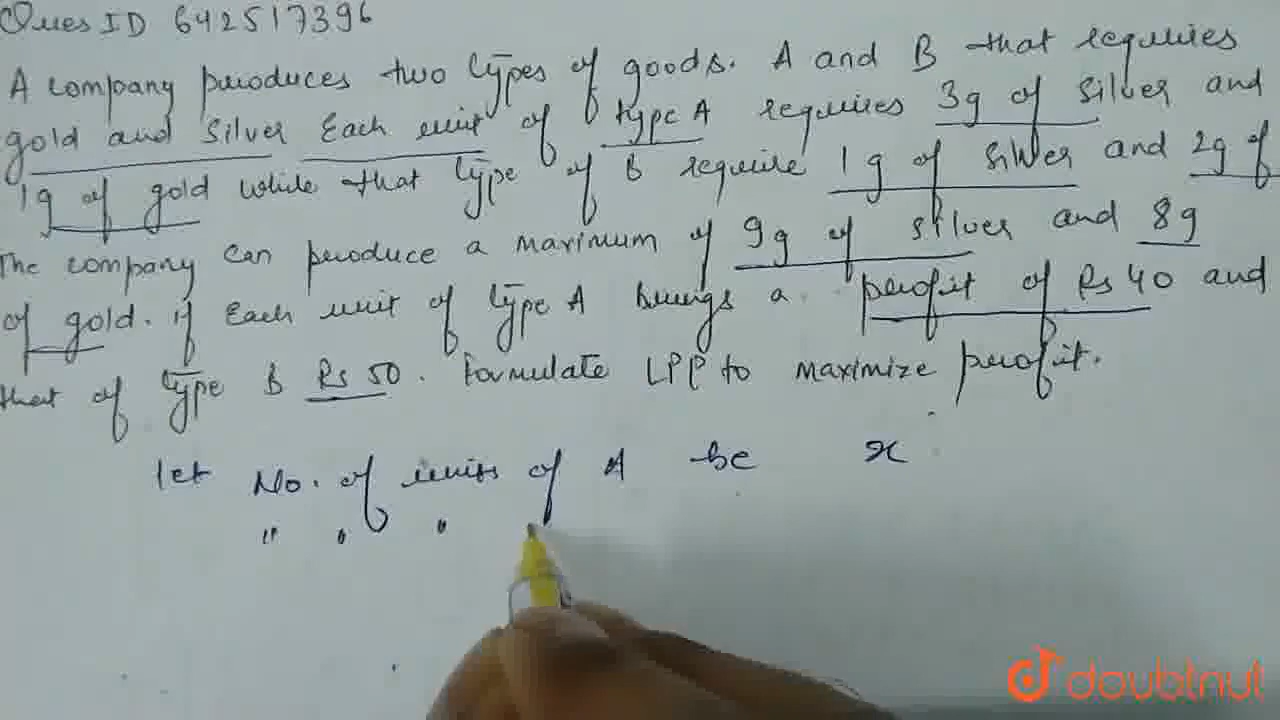 Ques ID 642517396
A company produces two types of goods. A and B that requires
gold and silver Each unit of type A requires 3g of silver and
1g of gold while that type of B require 1g of silver and 2g of
The company can produce a maximum of 9g of silver and 8g
of gold. if Each unit of type A brings a profit of Rs 40 and
that of type B Rs 50. Formulate LPP to maximize profit.
let No. of units of A be x
" " "
doubtnut